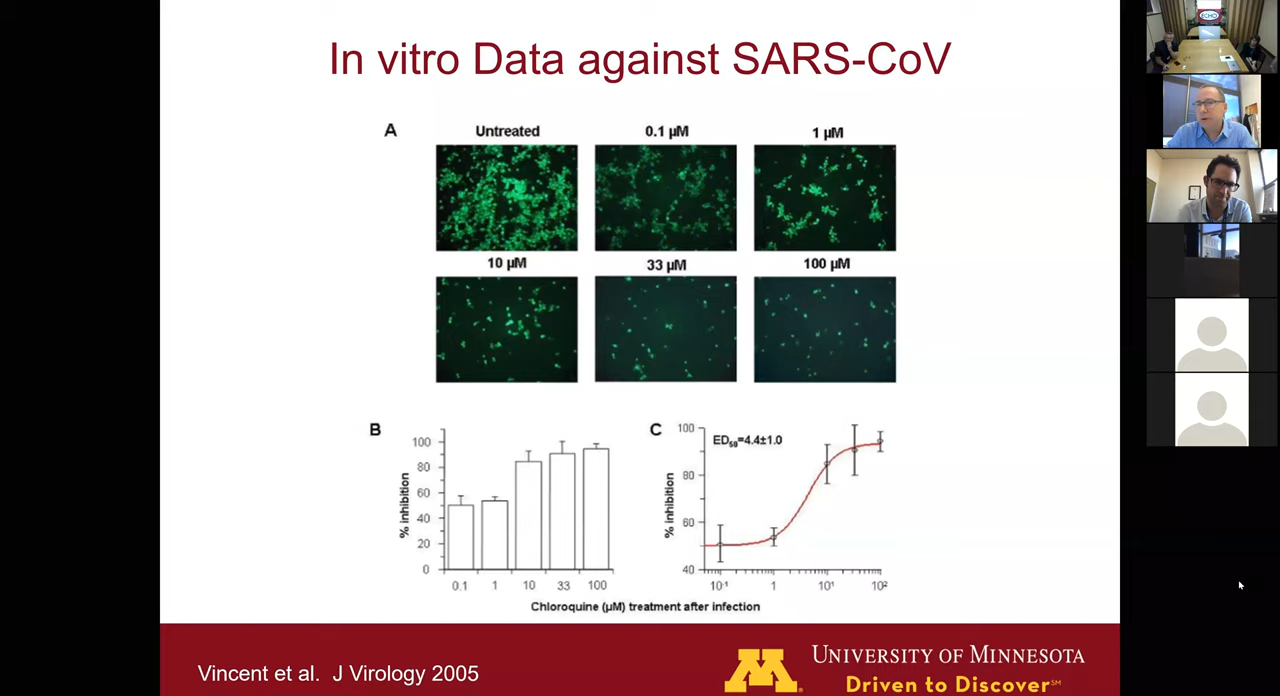 In vitro Data against SARS-CoV
A
Untreated
0.1 µM
1 µM
10 µM
33 µM
100 µM
B
% inhibition
100
80
60
40
20
0
0.1 1 10 33 100
C
ED50=4.4±1.0
% inhibition
100
80
60
40
10-1 1 10¹ 10²
Chloroquine (µM) treatment after infection
Vincent et al. J Virology 2005
M
UNIVERSITY OF MINNESOTA
Driven to Discover℠
ECHO